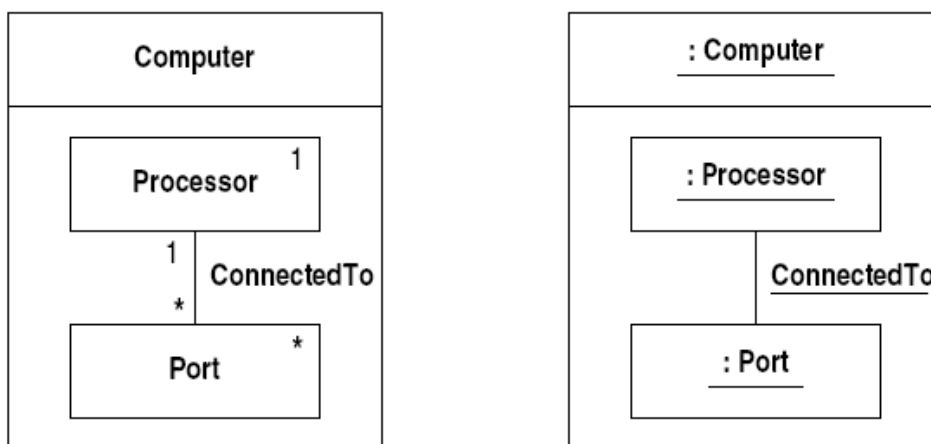 Computer
Processor 1
1
ConnectedTo
*
Port *
: Computer
: Processor
ConnectedTo
: Port